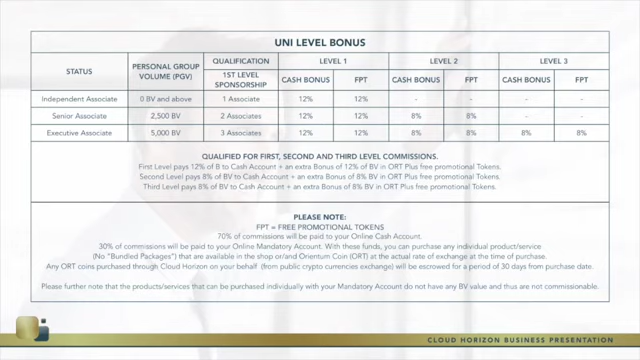 UNI LEVEL BONUS
STATUS PERSONAL GROUP VOLUME (PGV) QUALIFICATION LEVEL 1 LEVEL 2 LEVEL 3
1ST LEVEL SPONSORSHIP CASH BONUS FPT CASH BONUS FPT CASH BONUS FPT
Independent Associate 0 BV and above 1 Associate 12% 12% - - - -
Senior Associate 2,500 BV 2 Associates 12% 12% 8% 8% - -
Executive Associate 5,000 BV 3 Associates 12% 12% 8% 8% 8% 8%
QUALIFIED FOR FIRST, SECOND AND THIRD LEVEL COMMISSIONS.
First Level pays 12% of B to Cash Account + an extra Bonus of 12% of BV in ORT Plus free promotional Tokens.
Second Level pays 8% of BV to Cash Account + an extra Bonus of 8% BV in ORT Plus free promotional Tokens.
Third Level pays 8% of BV to Cash Account + an extra Bonus of 8% BV in ORT Plus free promotional Tokens.
PLEASE NOTE:
FPT = FREE PROMOTIONAL TOKENS
70% of commissions will be paid to your Online Cash Account.
30% of commissions will be paid to your Online Mandatory Account. With these funds, you can purchase any individual product/service
(No "Bundled Packages") that are available in the shop or/and Orientum Coin (ORT) at the actual rate of exchange at the time of purchase.
Any ORT coins purchased through Cloud Horizon on your behalf (from public crypto currencies exchange) will be escrowed for a period of 30 days from purchase date.
Please further note that the products/services that can be purchased individually with your Mandatory Account do not have any BV value and thus are not commissionable.
CLOUD HORIZON BUSINESS PRESENTATION